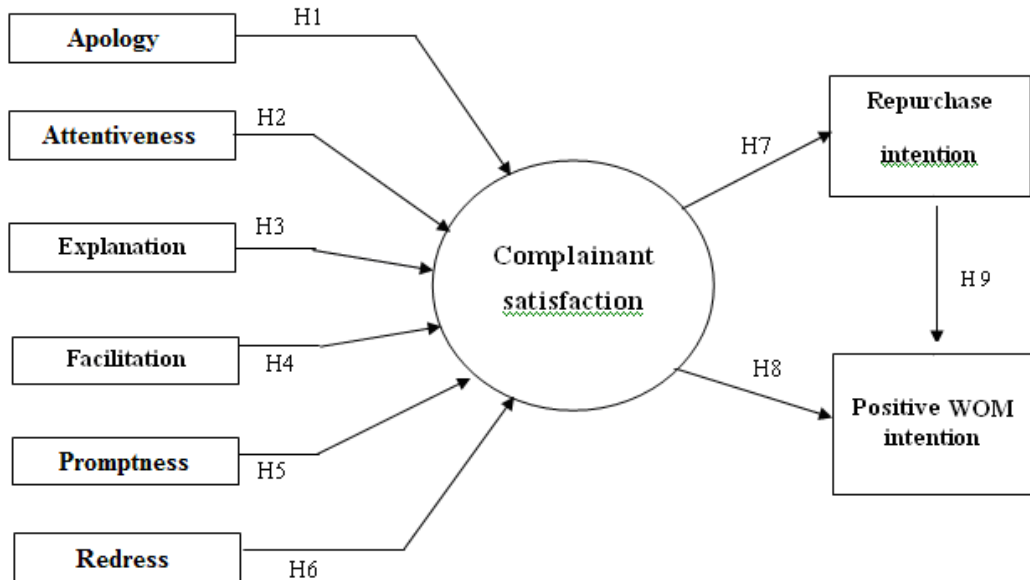 Apology
H1
Attentiveness
H2
Explanation
H3
Facilitation
H4
Promptness
H5
Redress
H6
Complainant
satisfaction
H7
Repurchase
intention
H8
H9
Positive WOM
intention